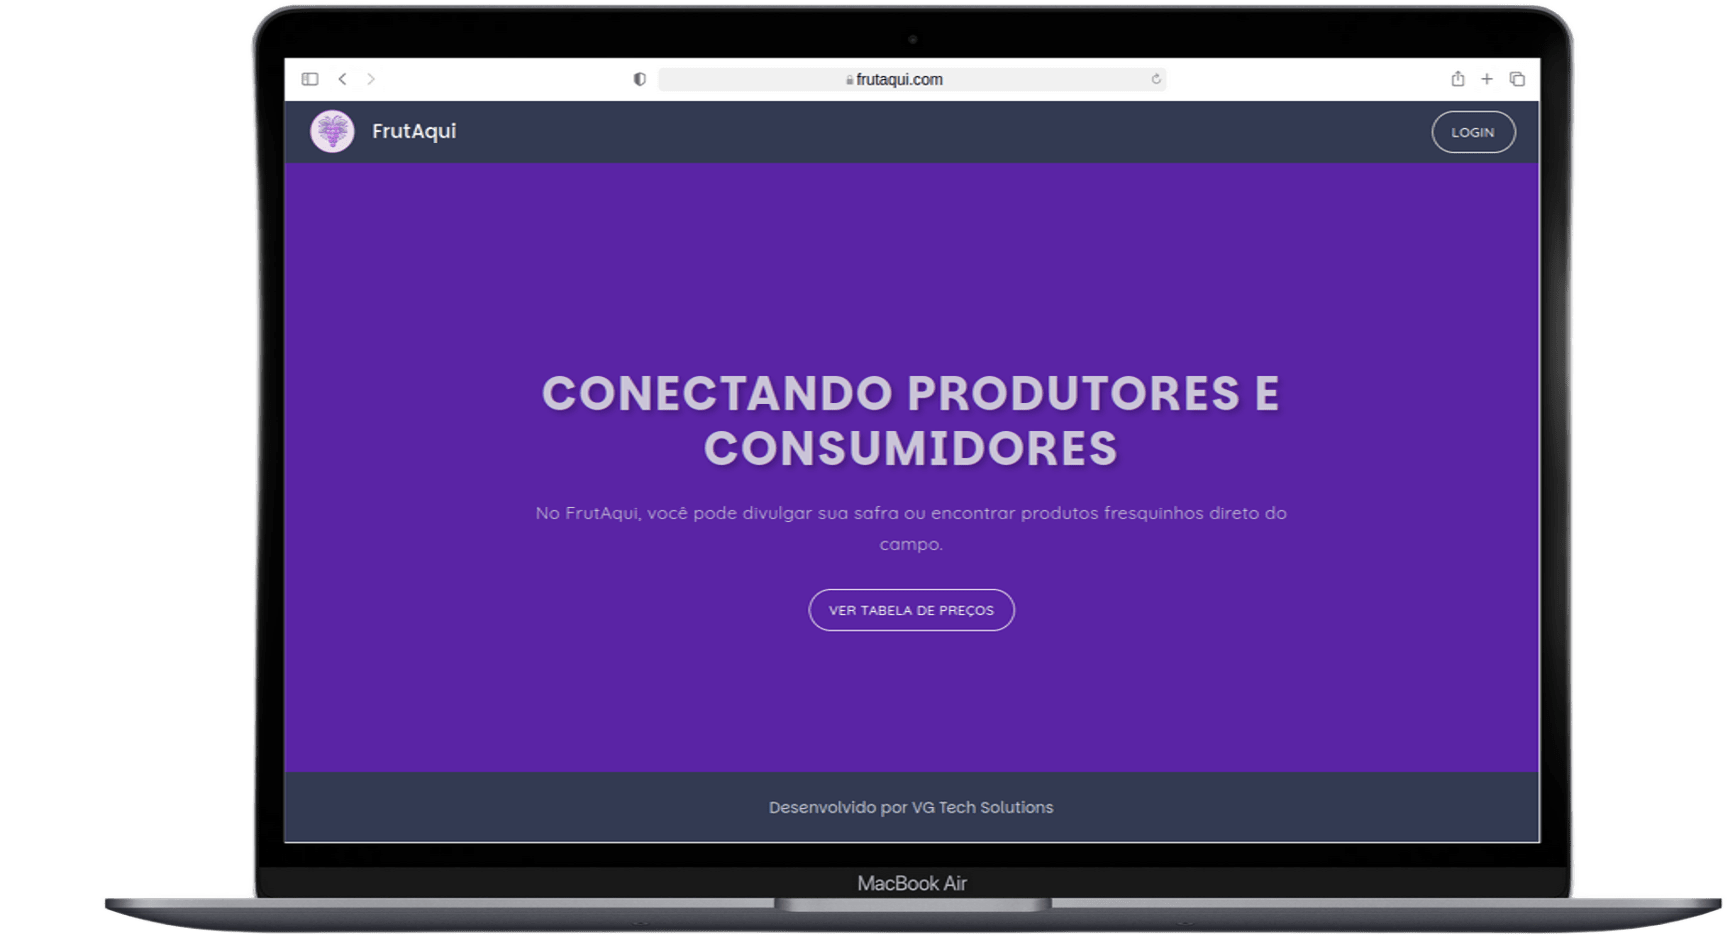 frutaqui.com
FrutAqui
LOGIN
CONECTANDO PRODUTORES E
CONSUMIDORES
No FrutAqui, você pode divulgar sua safra ou encontrar produtos fresquinhos direto do
campo.
VER TABELA DE PREÇOS
Desenvolvido por VG Tech Solutions
MacBook Air